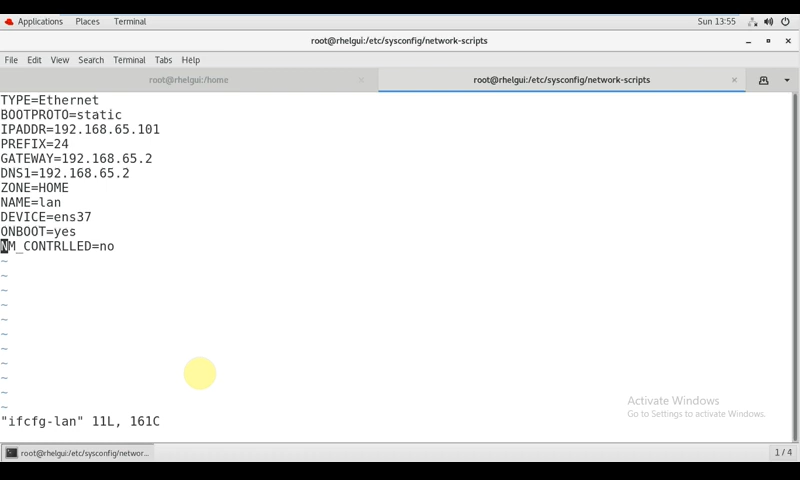 Applications Places Terminal Sun 13:55
root@rhelgui:/etc/sysconfig/network-scripts
File Edit View Search Terminal Tabs Help
root@rhelgui:/home root@rhelgui:/etc/sysconfig/network-scripts
TYPE=Ethernet
BOOTPROTO=static
IPADDR=192.168.65.101
PREFIX=24
GATEWAY=192.168.65.2
DNS1=192.168.65.2
ZONE=HOME
NAME=lan
DEVICE=ens37
ONBOOT=yes
NM_CONTRLLED=no
~
~
~
~
~
~
~
~
~
~
~
"ifcfg-lan" 11L, 161C
Activate Windows
Go to Settings to activate Windows.
root@rhelgui:/etc/sysconfig/networ... 1 / 4